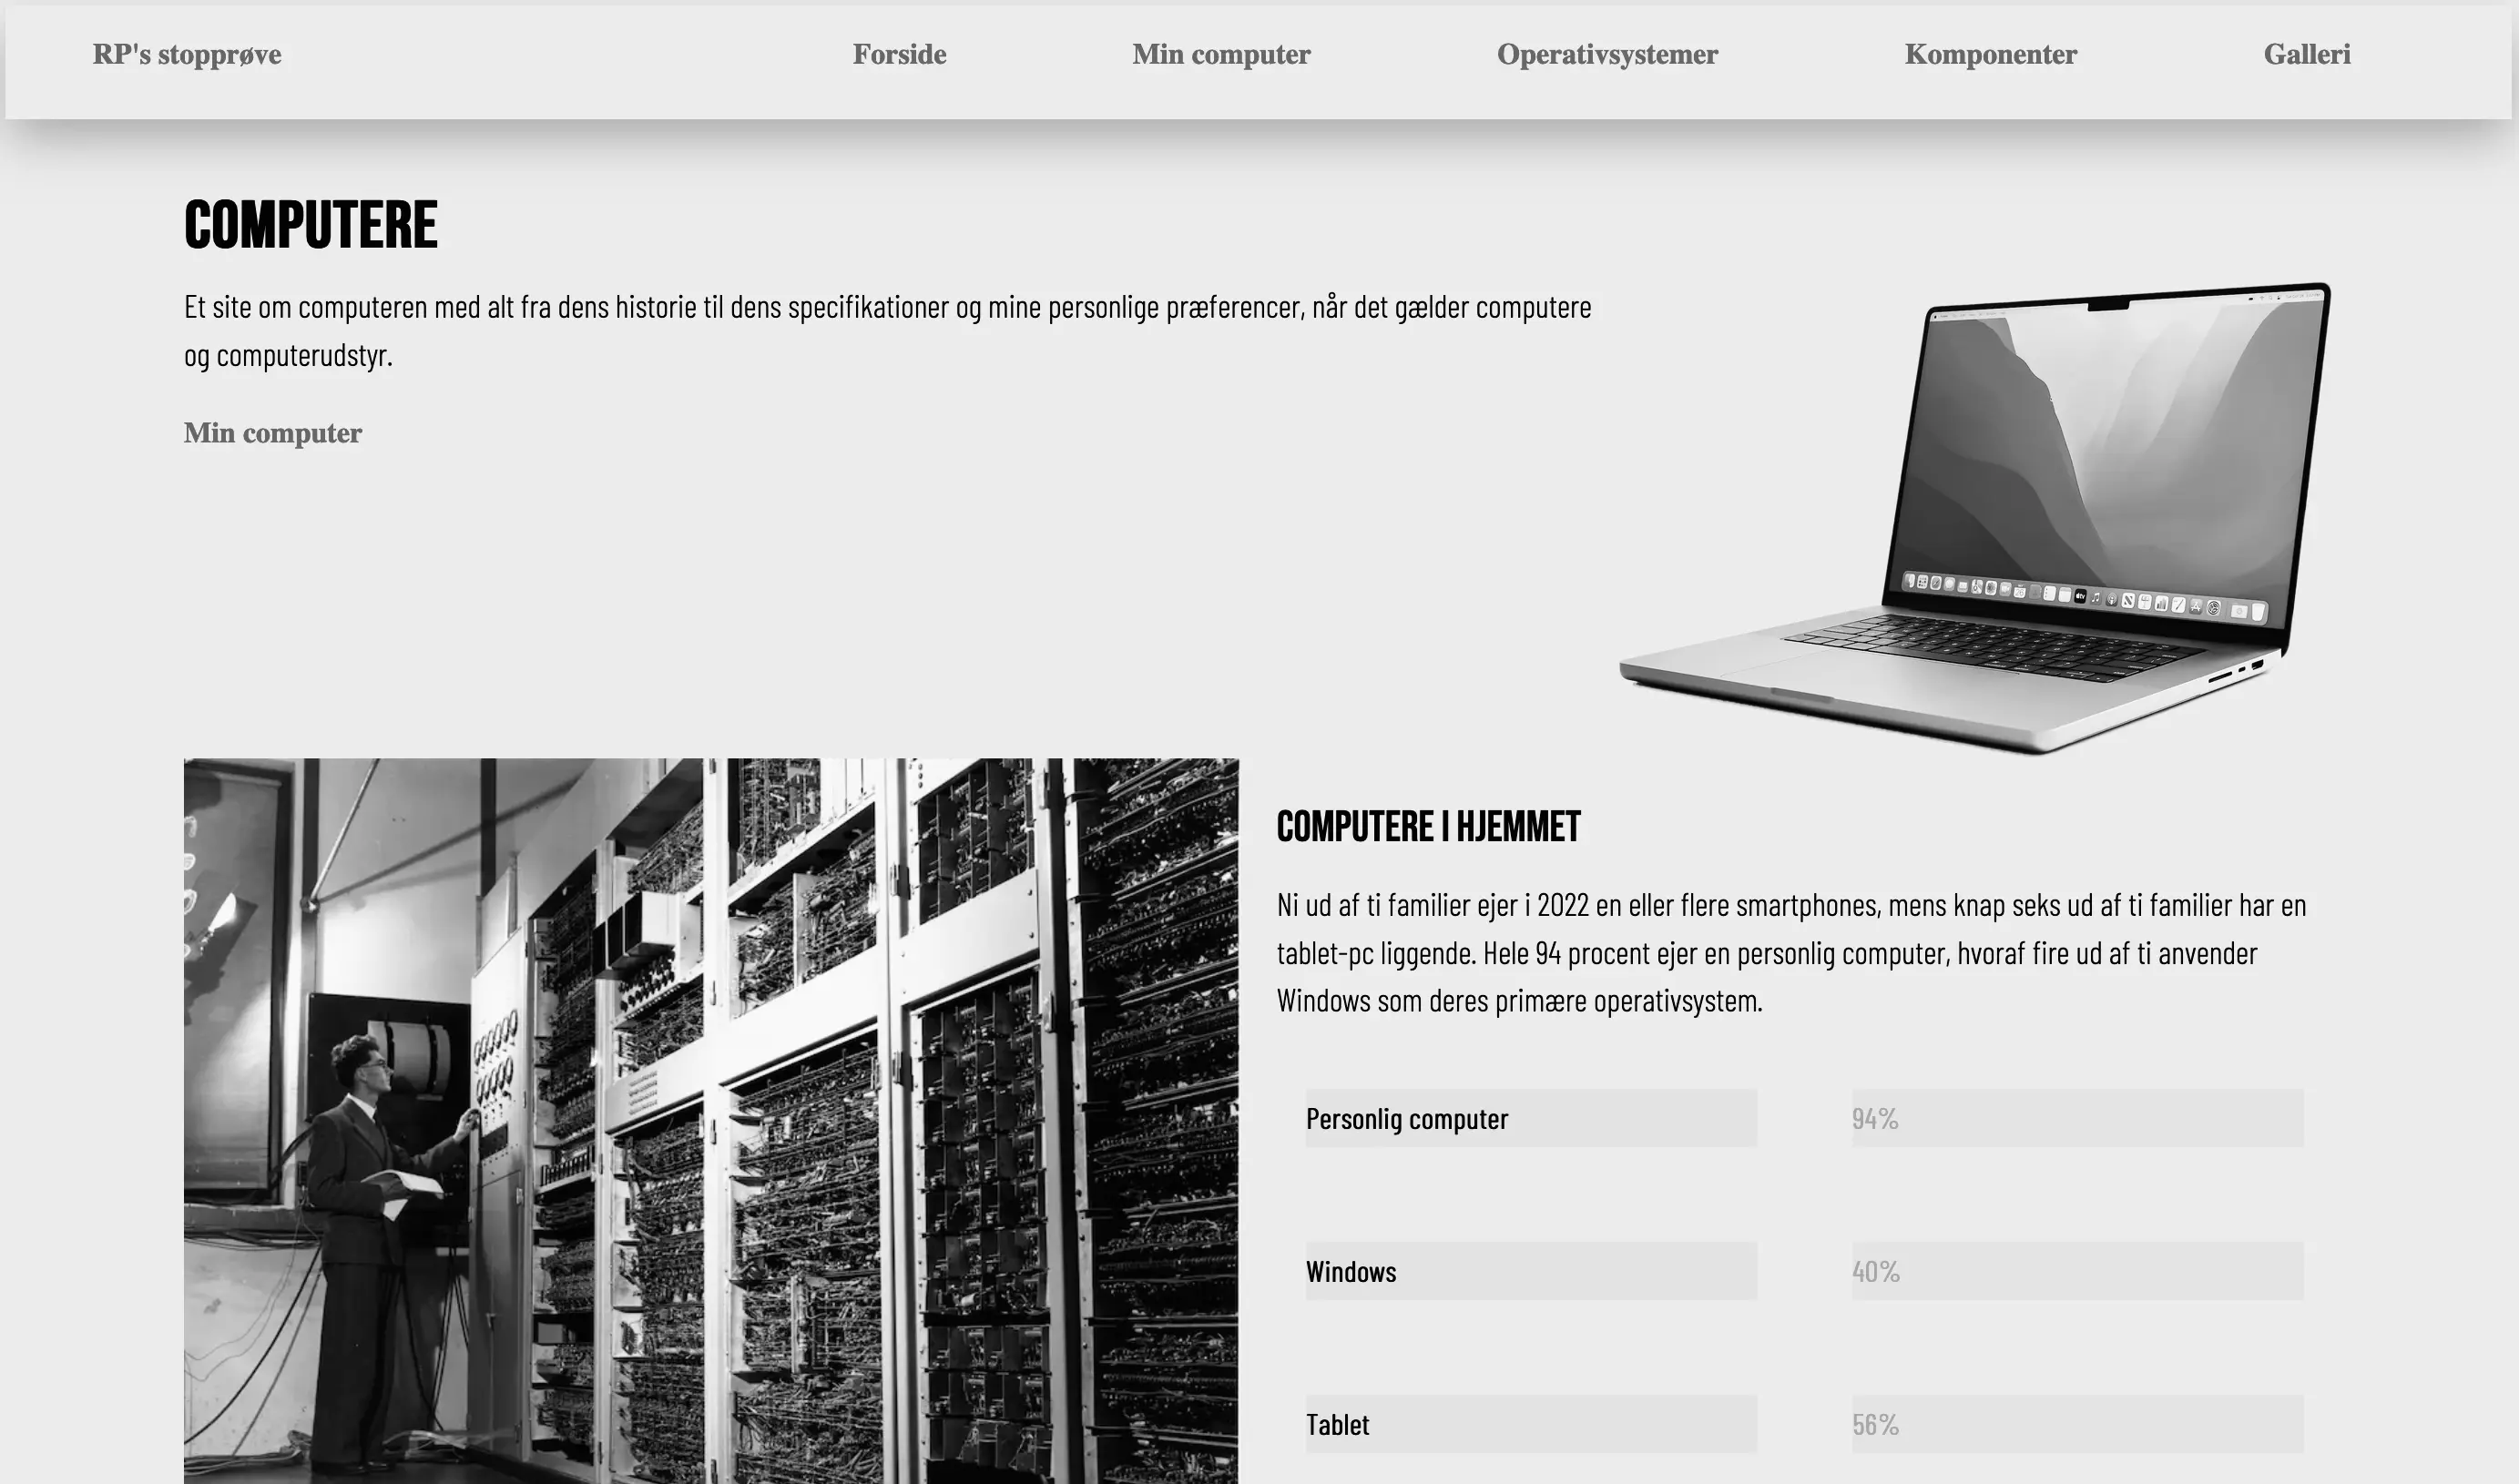 RP's stopprøve
Forside
Min computer
Operativsystemer
Komponenter
Galleri
COMPUTERE
Et site om computeren med alt fra dens historie til dens specifikationer og mine personlige præferencer, når det gælder computere
og computerudstyr.
Min computer
COMPUTERE I HJEMMET
Ni ud af ti familier ejer i 2022 en eller flere smartphones, mens knap seks ud af ti familier har en
tablet-pc liggende. Hele 94 procent ejer en personlig computer, hvoraf fire ud af ti anvender
Windows som deres primære operativsystem.
Personlig computer
94%
Windows
40%
Tablet
56%